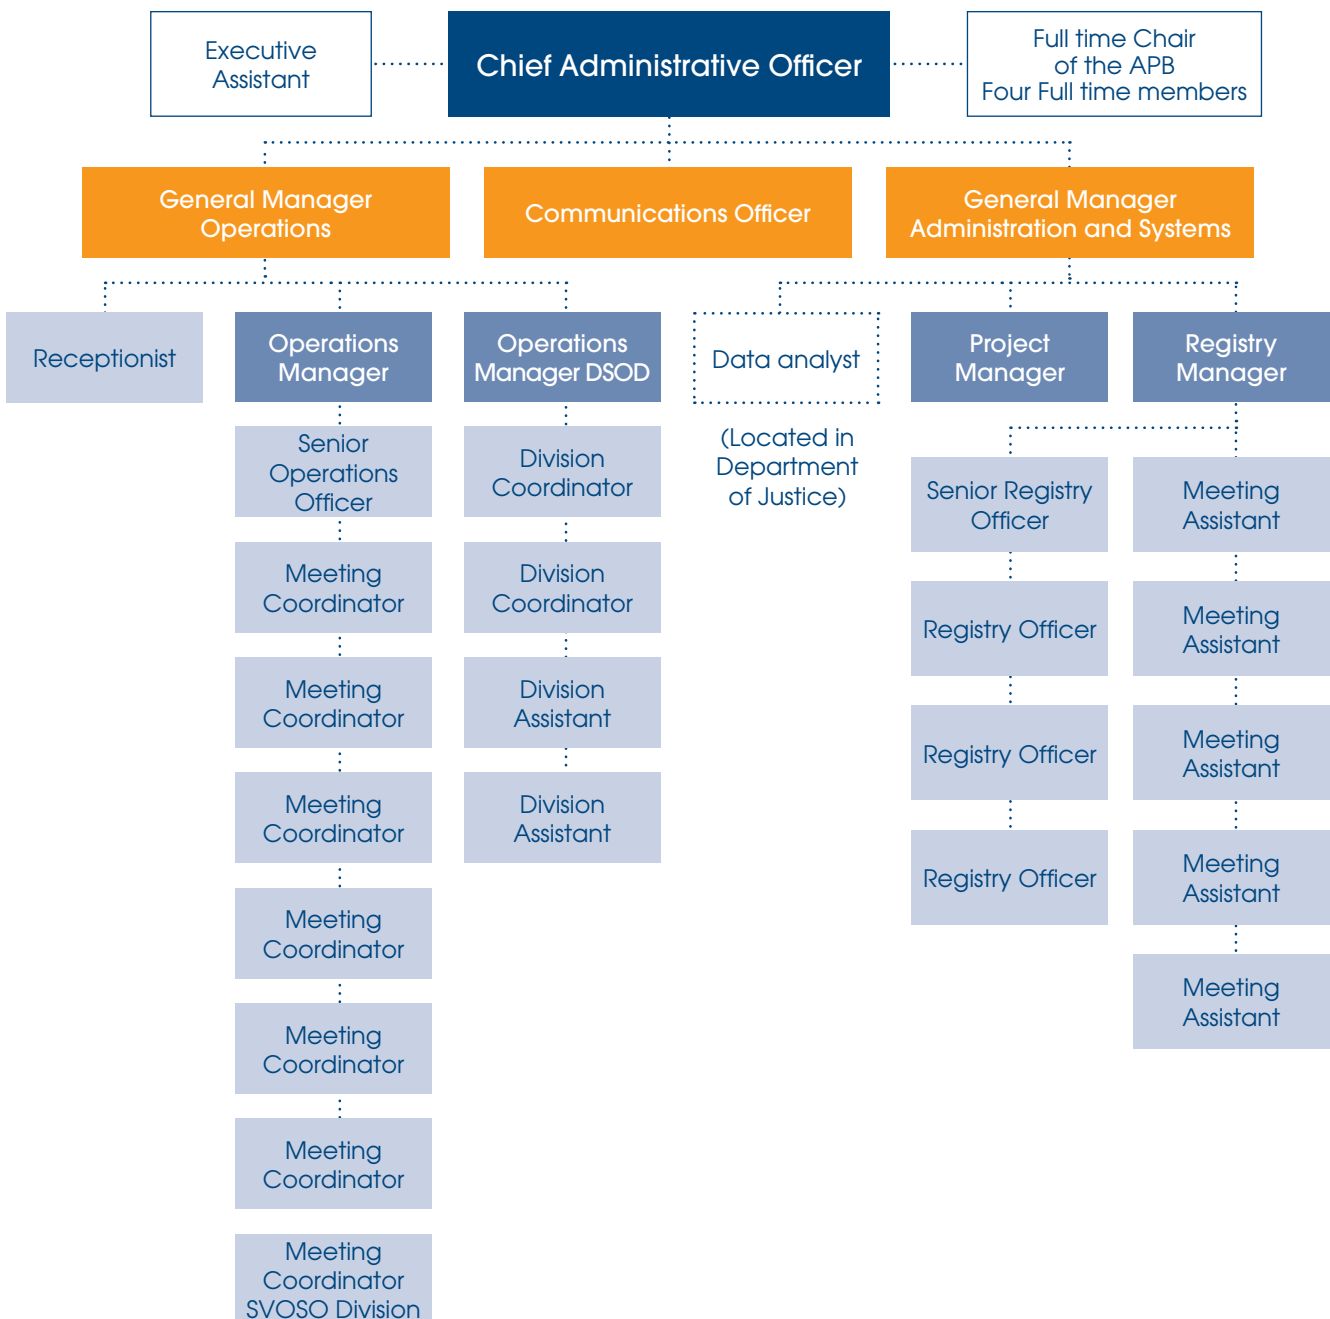 Executive
Assistant
Chief Administrative Officer
Full time Chair
of the APB
Four Full time members
General Manager
Operations
Communications Officer
General Manager
Administration and Systems
Receptionist
Operations
Manager
Operations
Manager DSOD
Data analyst
(Located in
Department
of Justice)
Project
Manager
Registry
Manager
Senior
Operations
Officer
Meeting
Coordinator
Meeting
Coordinator
Meeting
Coordinator
Meeting
Coordinator
Meeting
Coordinator
Meeting
Coordinator
Meeting
Coordinator
SVOSO Division
Division
Coordinator
Division
Coordinator
Division
Assistant
Division
Assistant
Senior Registry
Officer
Registry Officer
Registry Officer
Registry Officer
Meeting
Assistant
Meeting
Assistant
Meeting
Assistant
Meeting
Assistant
Meeting
Assistant